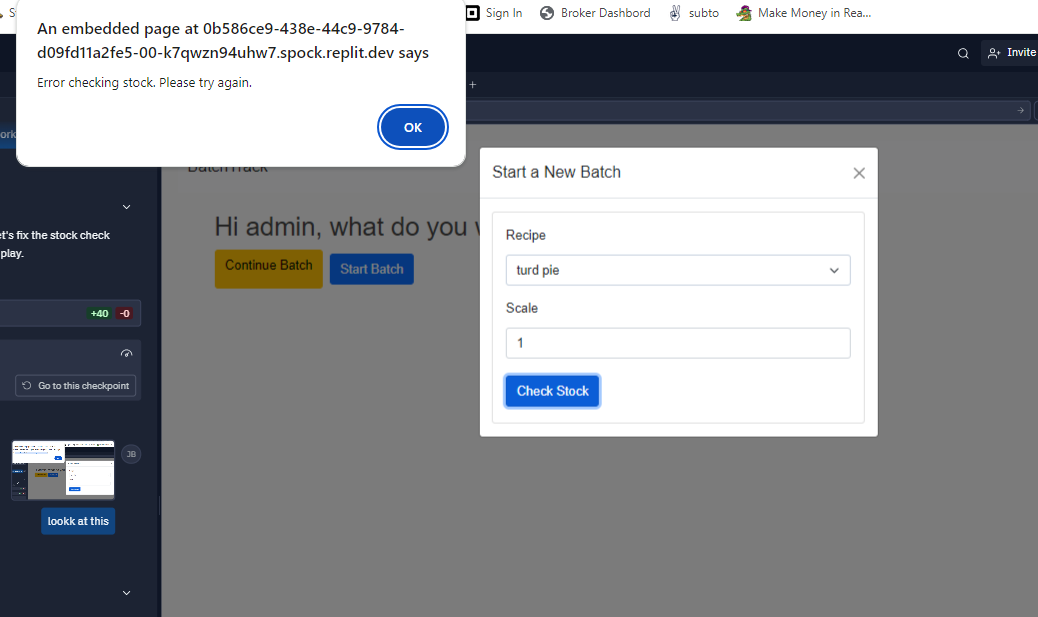 S
Sign In
Broker Dashbord
subto
Make Money in Rea...
An embedded page at 0b586ce9-438e-44c9-9784-
d09fd11a2fe5-00-k7qwzn94uhw7.spock.replit.dev says
Error checking stock. Please try again.
OK
Invite
+
ork
BatchTrack
et's fix the stock check
play.
+40 -0
Go to this checkpoint
JB
lookk at this
Hi admin, what do you w
Continue Batch
Start Batch
Start a New Batch
Recipe
turd pie
Scale
1
Check Stock